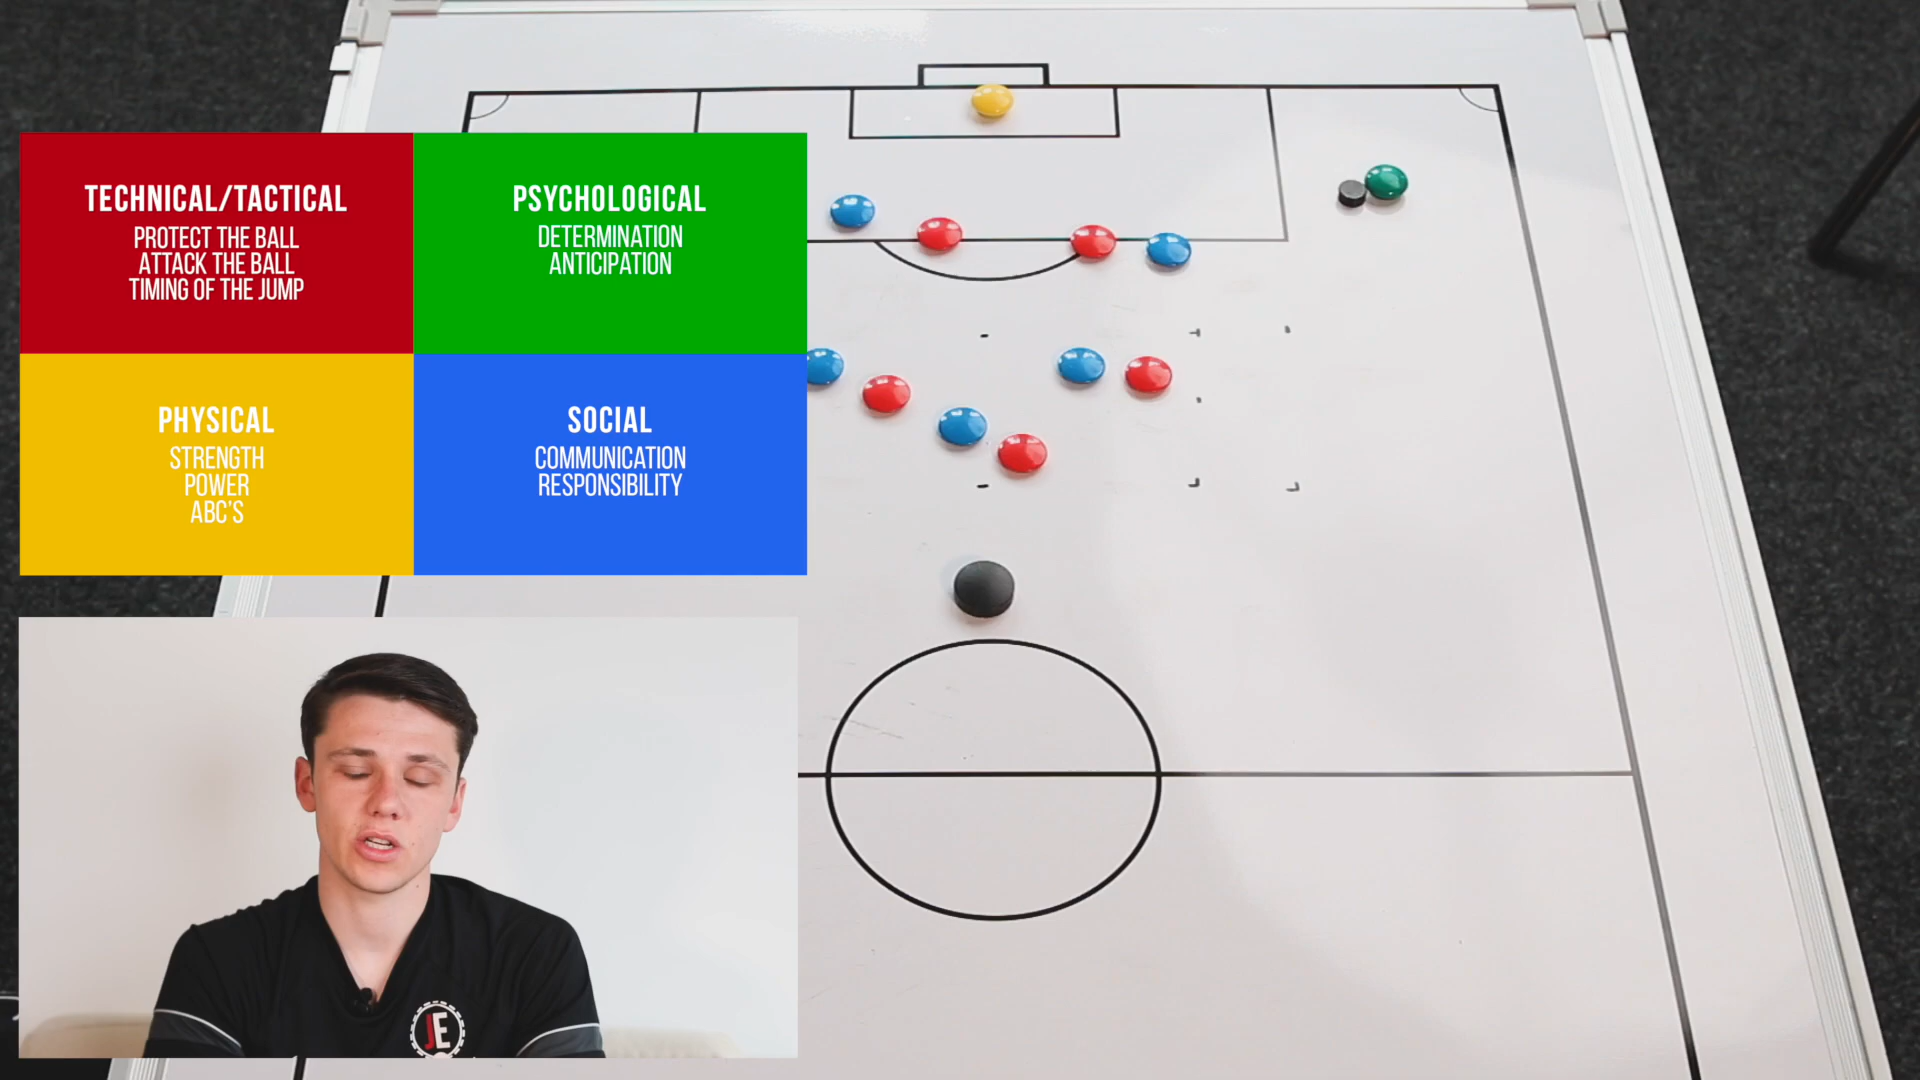 TECHNICAL/TACTICAL
PROTECT THE BALL
ATTACK THE BALL
TIMING OF THE JUMP
PSYCHOLOGICAL
DETERMINATION
ANTICIPATION
PHYSICAL
STRENGTH
POWER
ABC'S
SOCIAL
COMMUNICATION
RESPONSIBILITY
JE